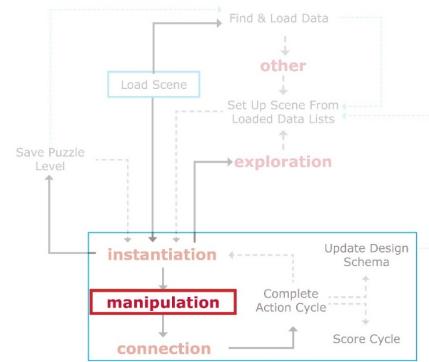 Find & Load Data
other
Load Scene
Set Up Scene From
Loaded Data Lists
Save Puzzle
Level
exploration
instantiation
Update Design
Schema
manipulation
Complete
Action Cycle
Score Cycle
connection